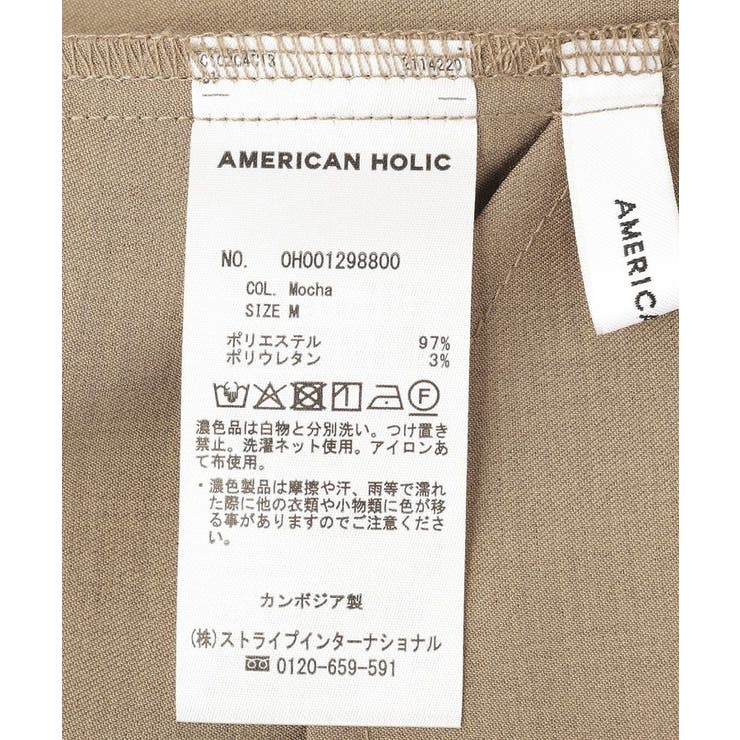 AMERICAN HOLIC
NO. OH001298800
COL. Mocha
SIZE M
ポリエステル 97%
ポリウレタン 3%
F
濃色品は白物と分別洗い。つけ置き
禁止。洗濯ネット使用。アイロンあ
て布使用。
・濃色製品は摩擦や汗、雨等で濡れ
た際に他の衣類や小物類に色が移
る事がありますのでご注意くださ
い。
カンボジア製
(株)ストライプインターナショナル
0120-659-591
AMERICA